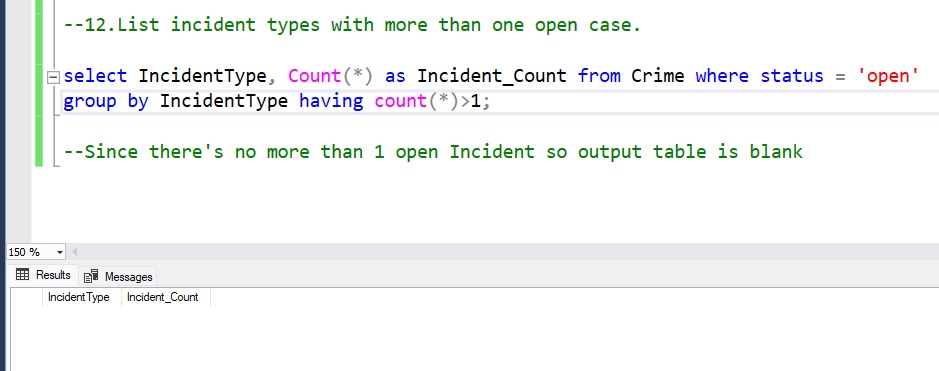 --12.List incident types with more than one open case.
select IncidentType, Count(*) as Incident_Count from Crime where status = 'open'
group by IncidentType having count(*)>1;
--Since there's no more than 1 open Incident so output table is blank
150 %
Results Messages
IncidentType Incident_Count